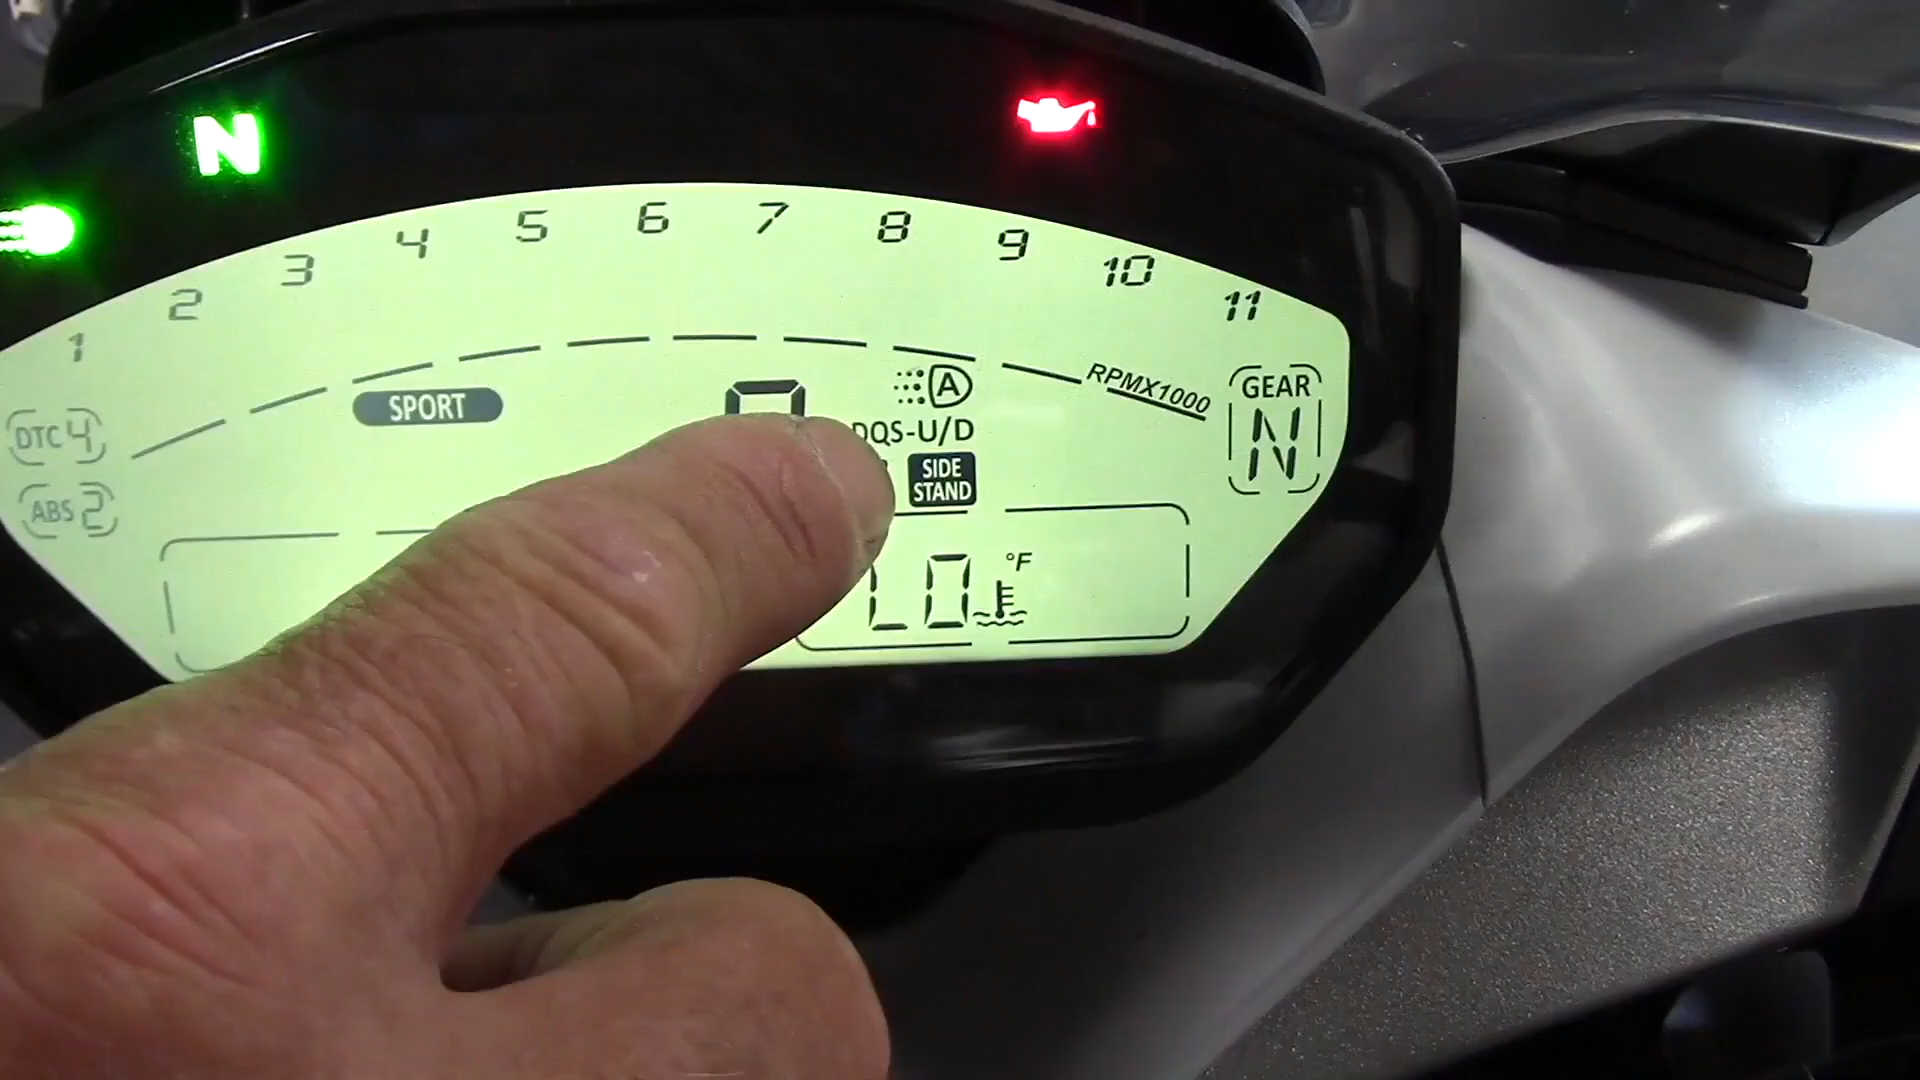 N
1 2 3 4 5 6 7 8 9 10 11
RPMX1000
SPORT
A
GEAR
N
DTC 4
DQS-U/D
ABS 2
SIDE
STAND
LO °F